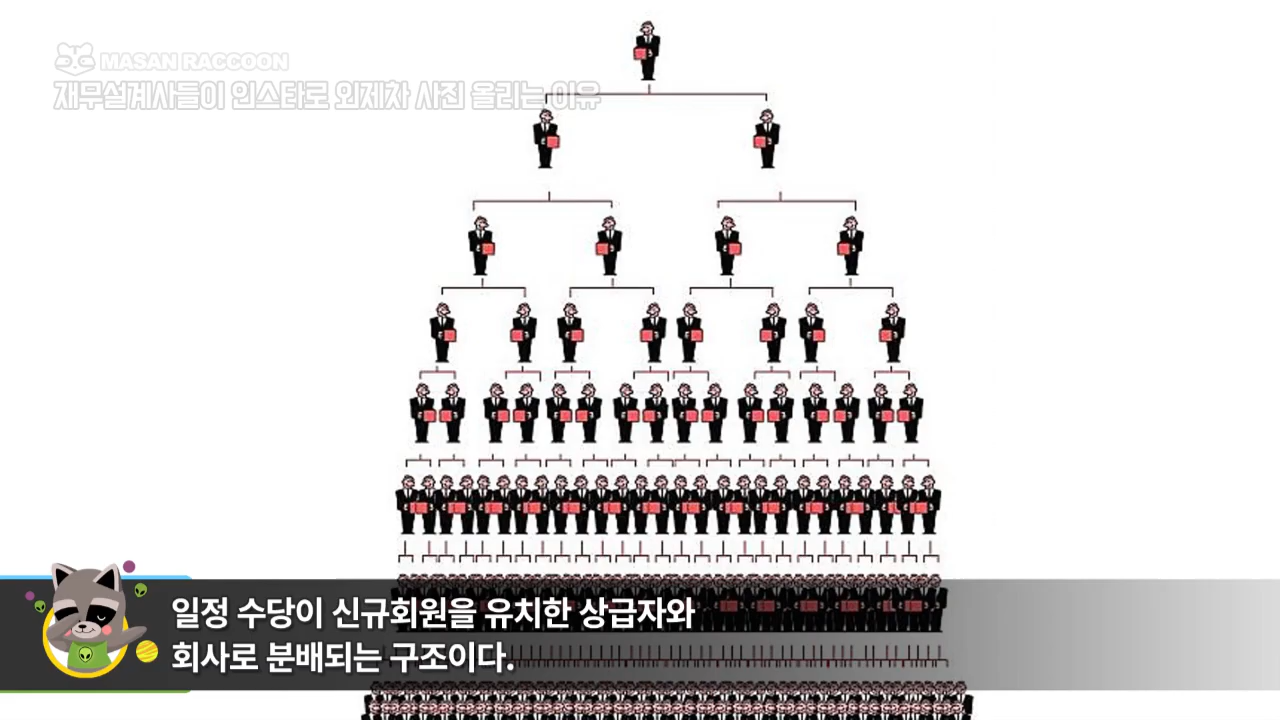 MASAN RACCOON
재무설계사들이 인스타로 외제차 사진 올리는 이유
일정 수당이 신규회원을 유치한 상급자와
회사로 분배되는 구조이다.